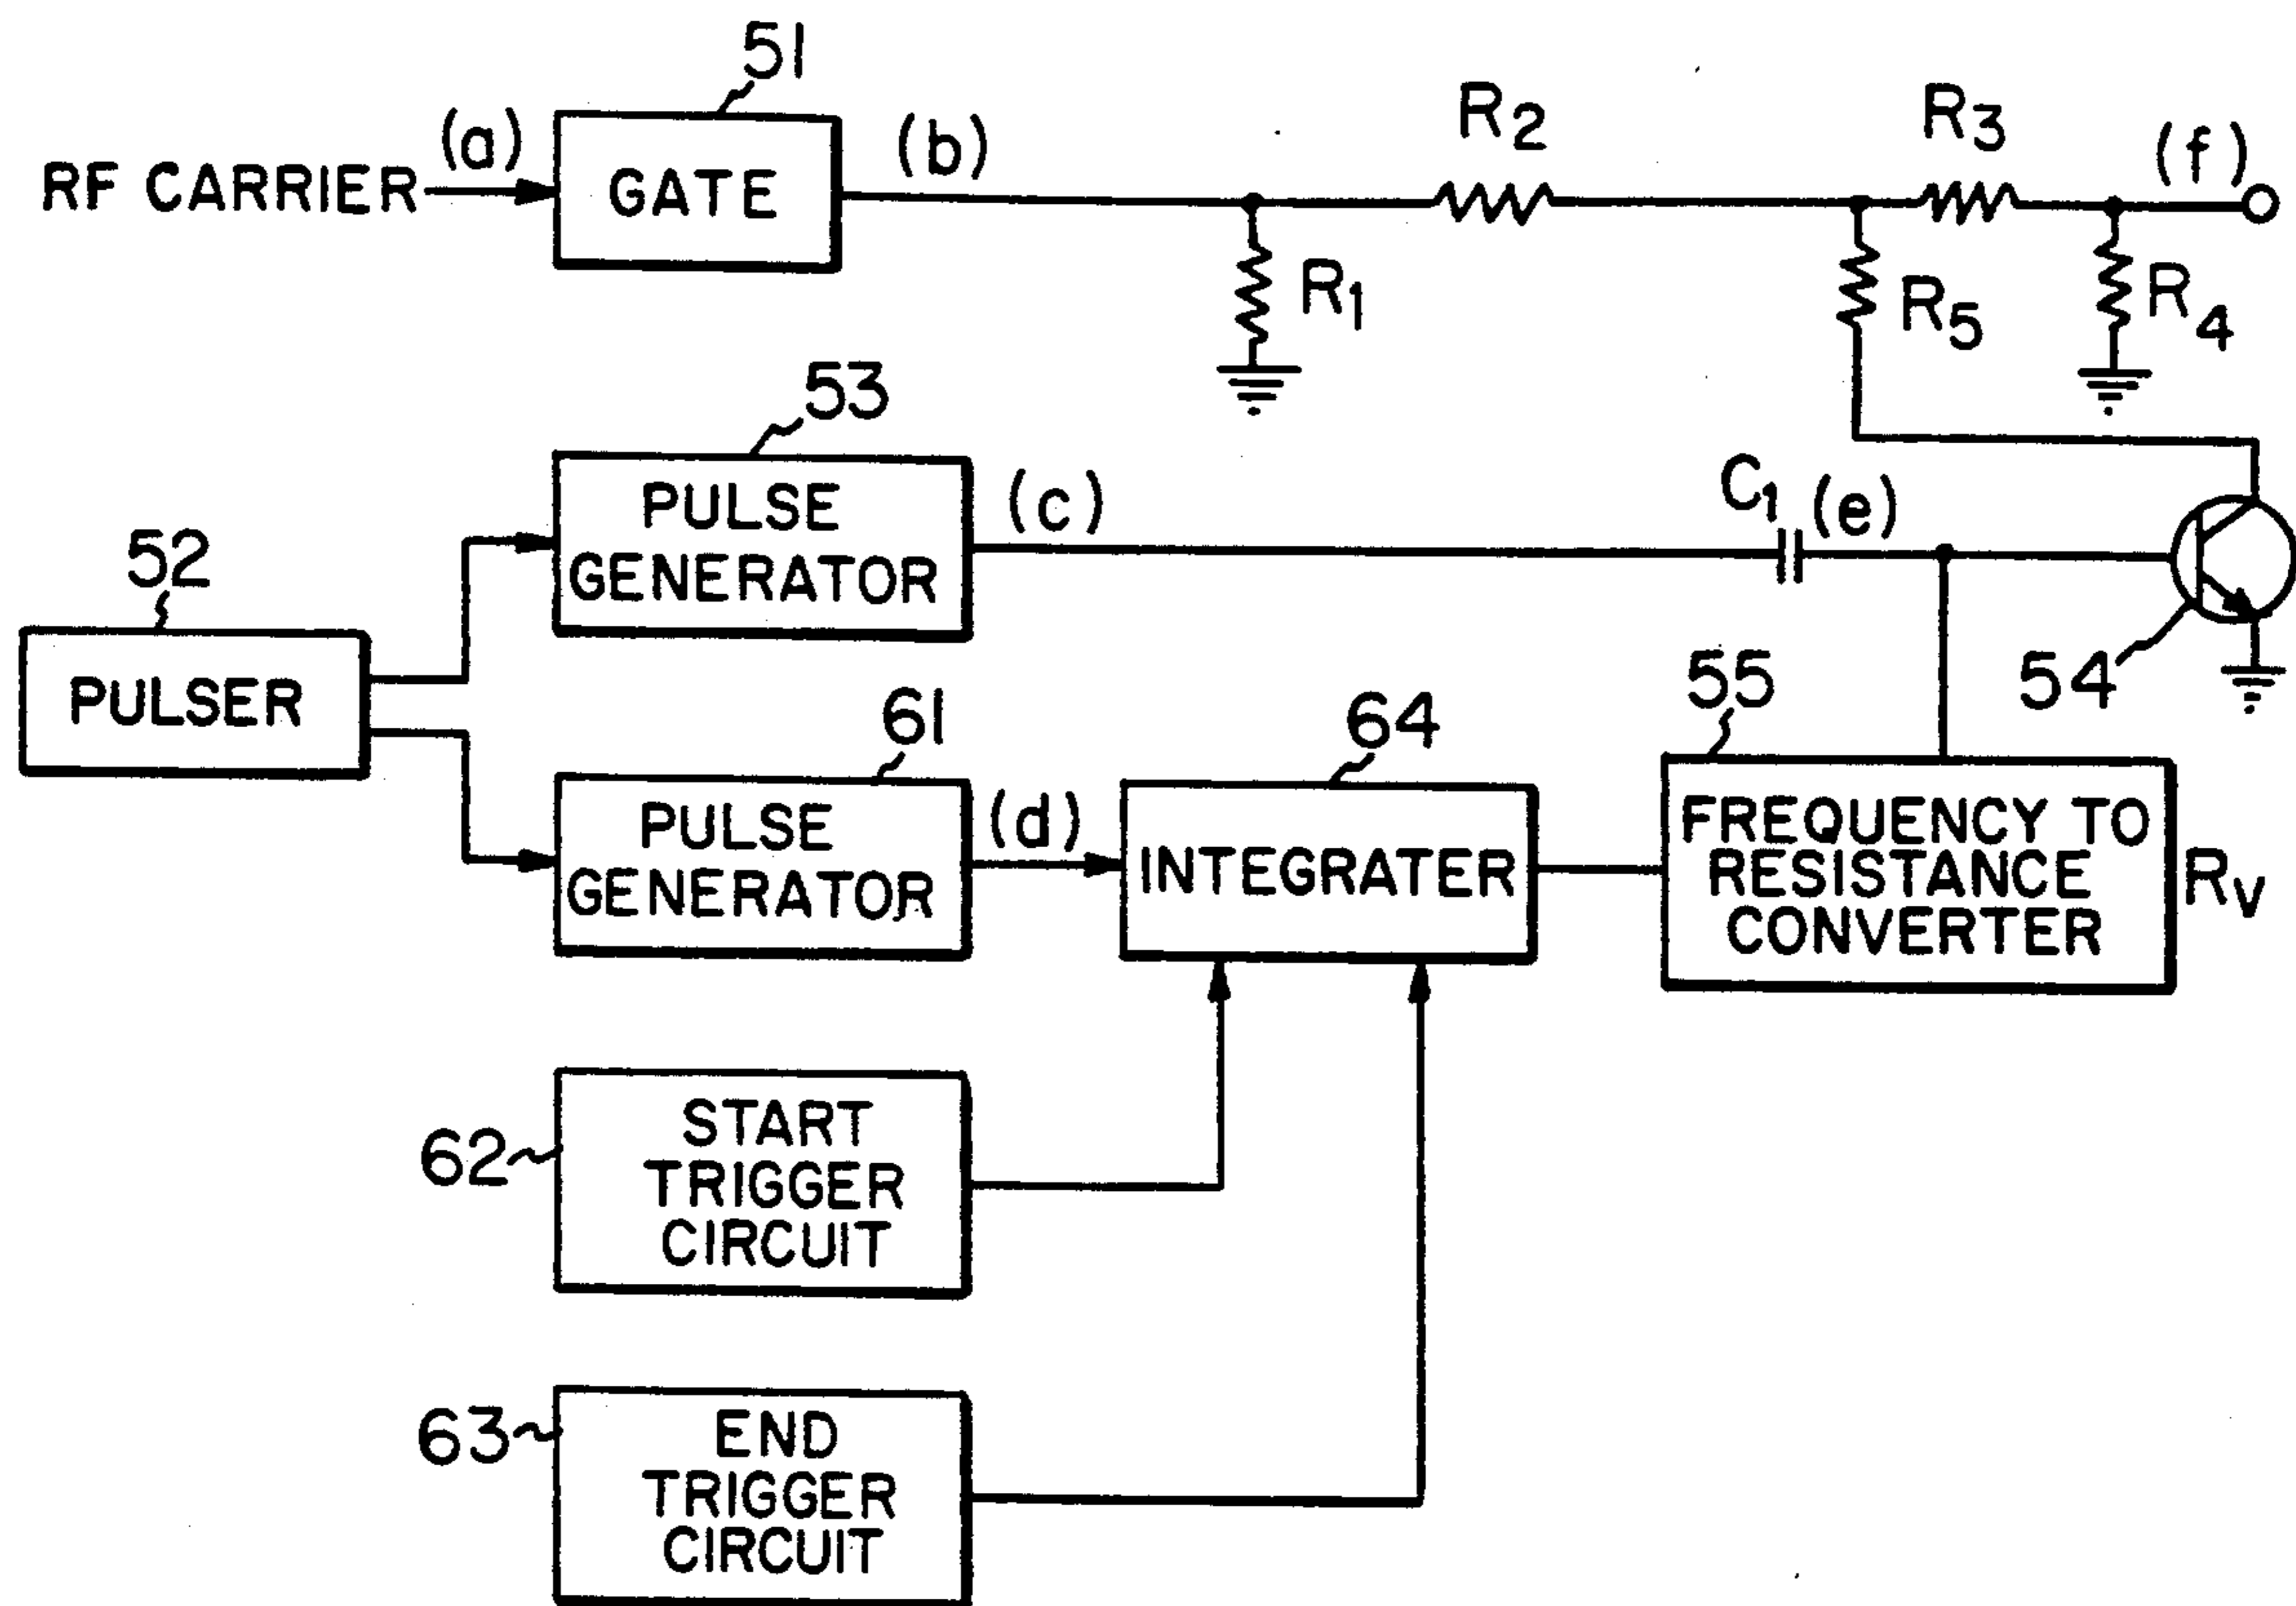 51
RF CARRIER
(a)
GATE
(b)
R2
R3
(f)
R1
R5
R4
53
PULSE
GENERATOR
(c)
C1
(e)
52
PULSER
54
55
61
PULSE
GENERATOR
(d)
64
INTEGRATER
FREQUENCY TO
RESISTANCE
CONVERTER
RV
62
START
TRIGGER
CIRCUIT
63
END
TRIGGER
CIRCUIT